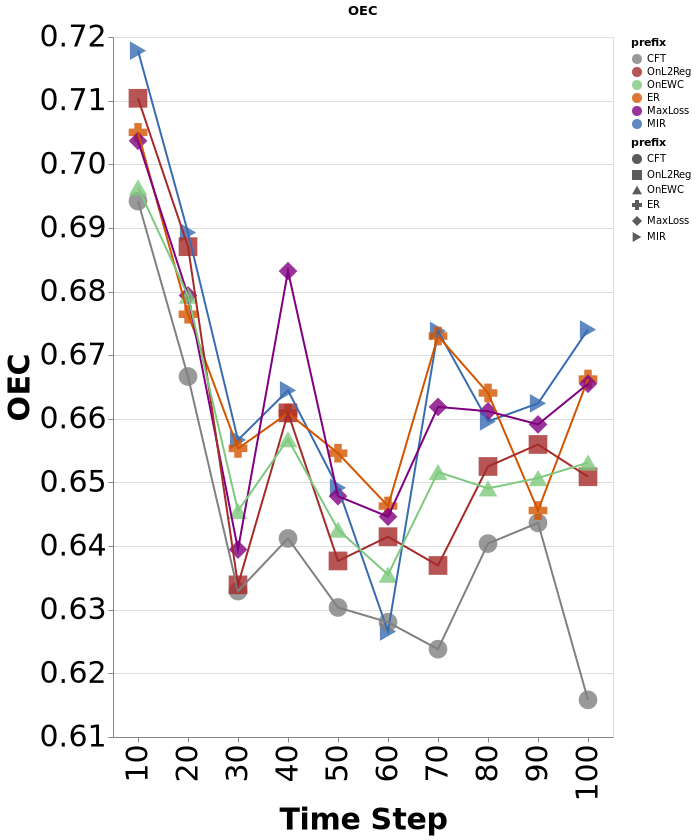 OEC
prefix
CFT
OnL2Reg
OnEWC
ER
MaxLoss
MIR
prefix
CFT
OnL2Reg
OnEWC
ER
MaxLoss
MIR
OEC
0.72
0.71
0.70
0.69
0.68
0.67
0.66
0.65
0.64
0.63
0.62
0.61
10 20 30 40 50 60 70 80 90 100
Time Step